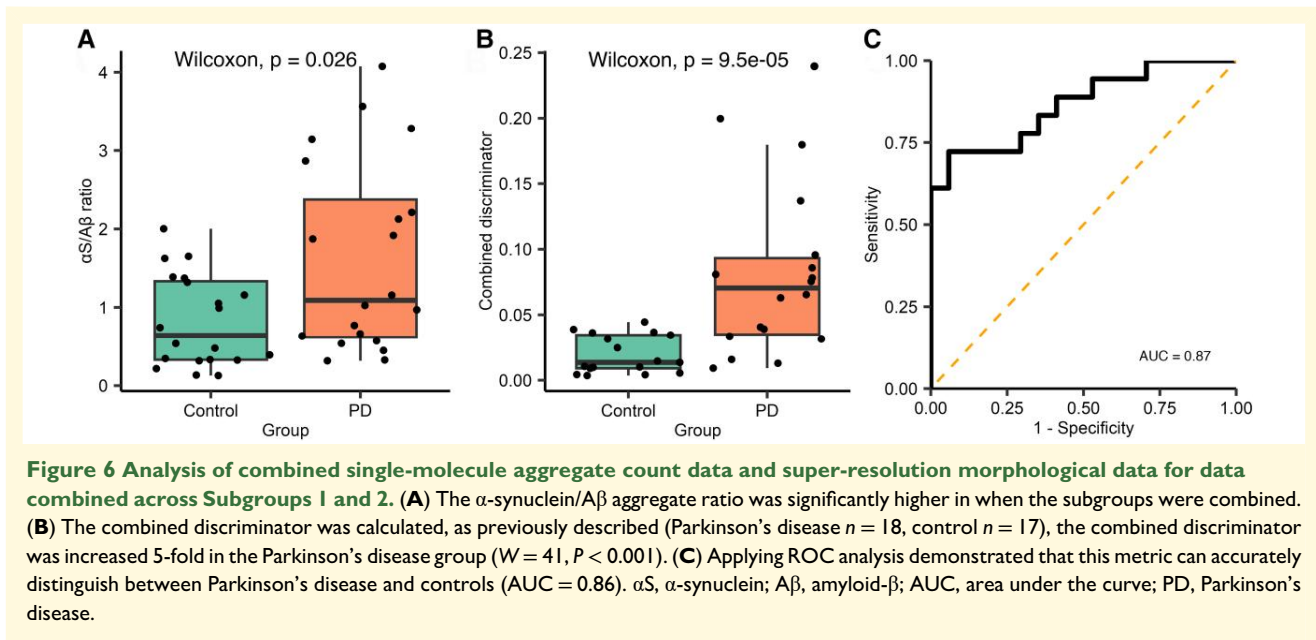 A
Wilcoxon, p = 0.026
αS/Aβ ratio
4
3
2
1
0
Control
PD
Group
B
Wilcoxon, p = 9.5e-05
Combined discriminator
0.25
0.20
0.15
0.10
0.05
0.00
Control
PD
Group
C
Sensitivity
1.00
0.75
0.50
0.25
0.00
AUC = 0.87
0.00
0.25
0.50
0.75
1.00
1 - Specificity
Figure 6 Analysis of combined single-molecule aggregate count data and super-resolution morphological data for data
combined across Subgroups 1 and 2. (A) The α-synuclein/Aβ aggregate ratio was significantly higher in when the subgroups were combined.
(B) The combined discriminator was calculated, as previously described (Parkinson's disease n = 18, control n = 17), the combined discriminator
was increased 5-fold in the Parkinson's disease group (W = 41, P < 0.001). (C) Applying ROC analysis demonstrated that this metric can accurately
distinguish between Parkinson's disease and controls (AUC = 0.86). αS, α-synuclein; Aβ, amyloid-β; AUC, area under the curve; PD, Parkinson's
disease.